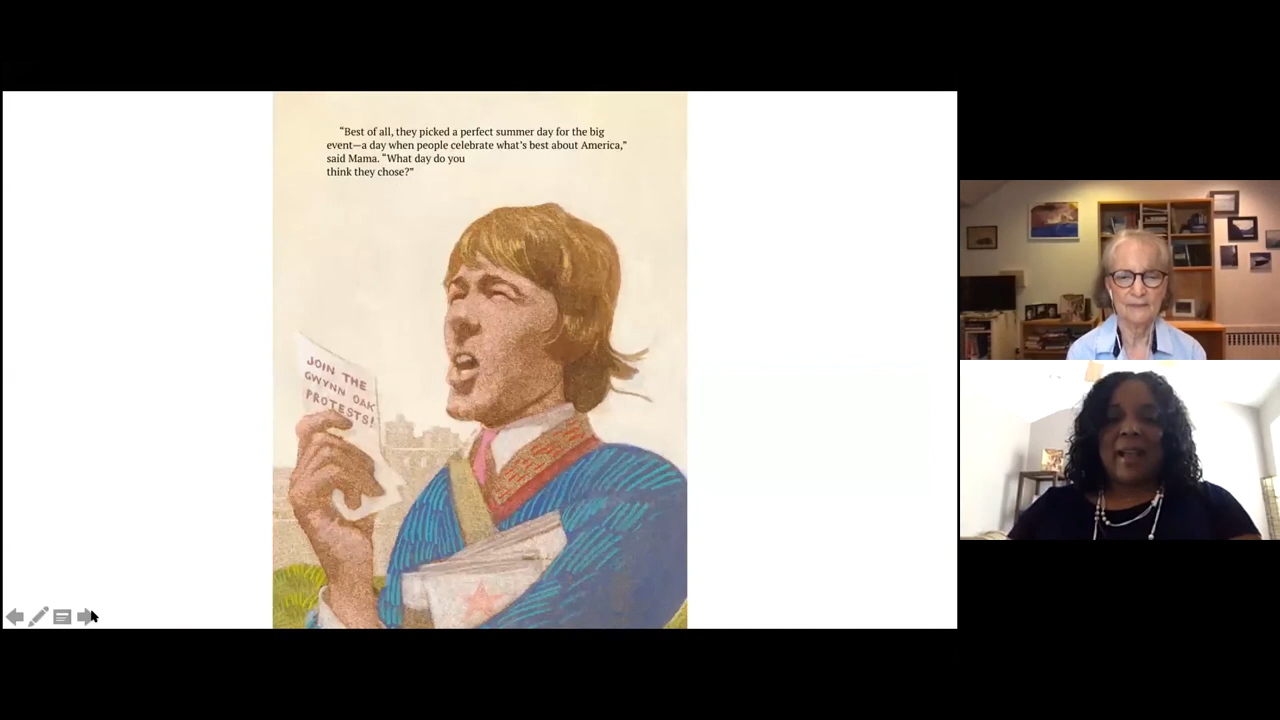 “Best of all, they picked a perfect summer day for the big
event—a day when people celebrate what’s best about America,”
said Mama. “What day do you
think they chose?”
JOIN THE
GWYNN OAK
PROTESTS!